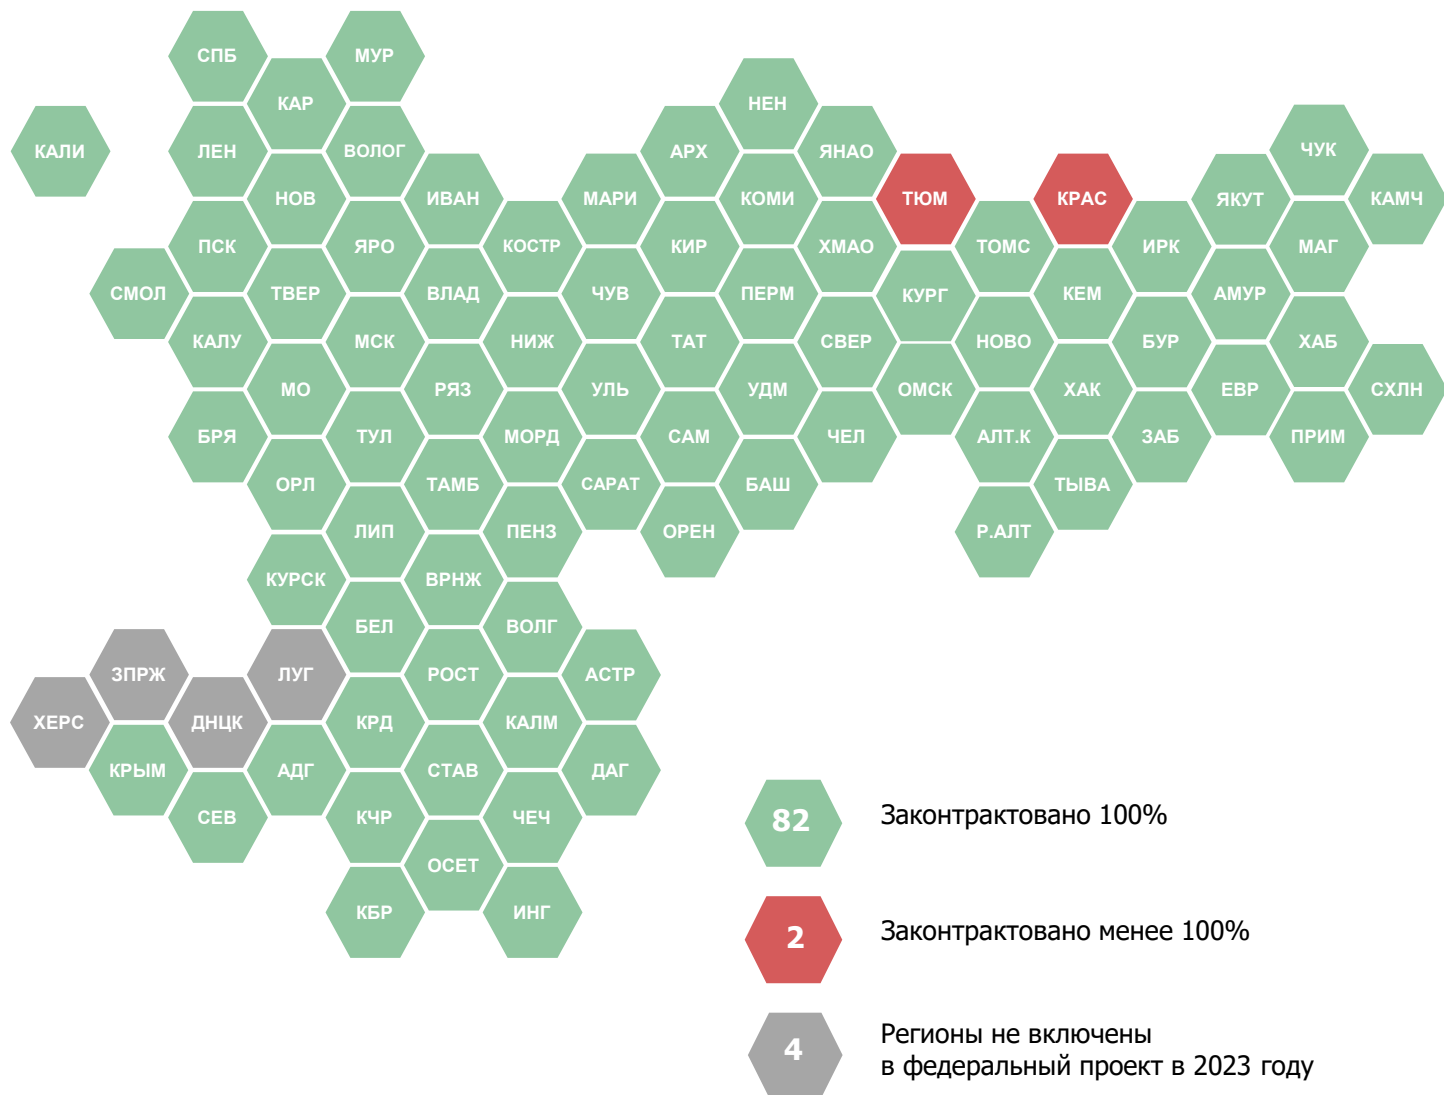 СПБ
МУР
КАР
НЕН
КАЛИ
ЛЕН
ВОЛОГ
АРХ
ЯНАО
ЧУК
НОВ
ИВАН
МАРИ
КОМИ
ТЮМ
КРАС
ЯКУТ
КАМЧ
ПСК
ЯРО
КОСТР
КИР
ХМАО
ТОМС
ИРК
МАГ
СМОЛ
ТВЕР
ВЛАД
ЧУВ
ПЕРМ
КУРГ
КЕМ
АМУР
КАЛУ
МСК
НИЖ
ТАТ
СВЕР
НОВО
БУР
ХАБ
МО
РЯЗ
УЛЬ
УДМ
ОМСК
ХАК
ЕВР
СХЛН
БРЯ
ТУЛ
МОРД
САМ
ЧЕЛ
АЛТ.К
ЗАБ
ПРИМ
ОРЛ
ТАМБ
САРАТ
БАШ
ТЫВА
ЛИП
ПЕНЗ
ОРЕН
Р.АЛТ
КУРСК
ВРНЖ
БЕЛ
ВОЛГ
ЗПРЖ
ЛУГ
РОСТ
АСТР
ХЕРС
ДНЦК
КРД
КАЛМ
КРЫМ
АДГ
СТАВ
ДАГ
СЕВ
КЧР
ЧЕЧ
ОСЕТ
КБР
ИНГ
82
Законтрактовано 100%
2
Законтрактовано менее 100%
4
Регионы не включены
в федеральный проект в 2023 году